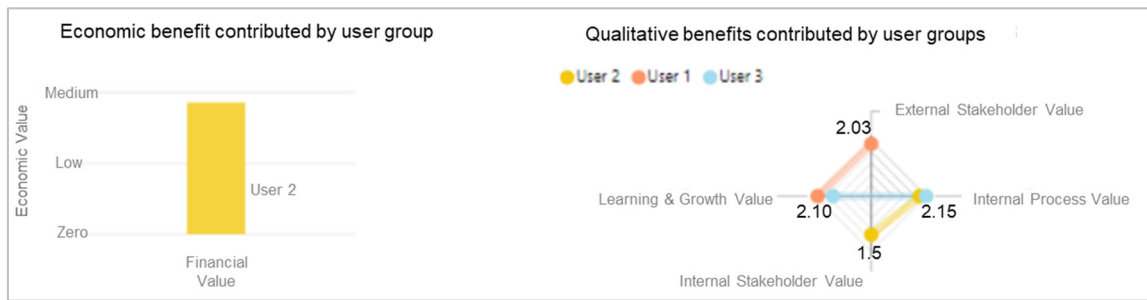 Economic benefit contributed by user group
Economic Value
Medium
Low
Zero
User 2
Financial
Value
Qualitative benefits contributed by user groups
User 2 User 1 User 3
External Stakeholder Value
2.03
Learning & Growth Value
2.10
2.15
Internal Process Value
1.5
Internal Stakeholder Value